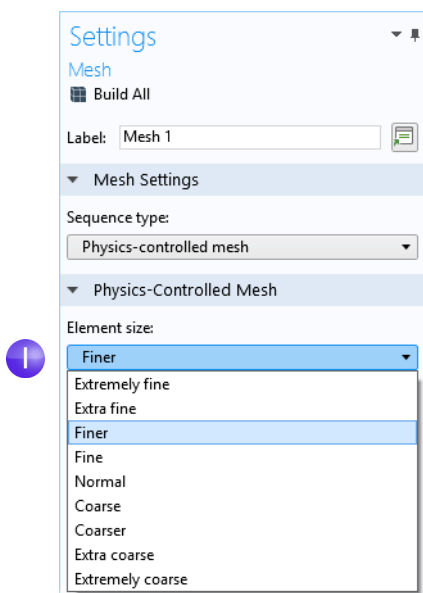 Settings
Mesh
Build All
Label: Mesh 1
Mesh Settings
Sequence type:
Physics-controlled mesh
Physics-Controlled Mesh
Element size:
Finer
Extremely fine
Extra fine
Finer
Fine
Normal
Coarse
Coarser
Extra coarse
Extremely coarse